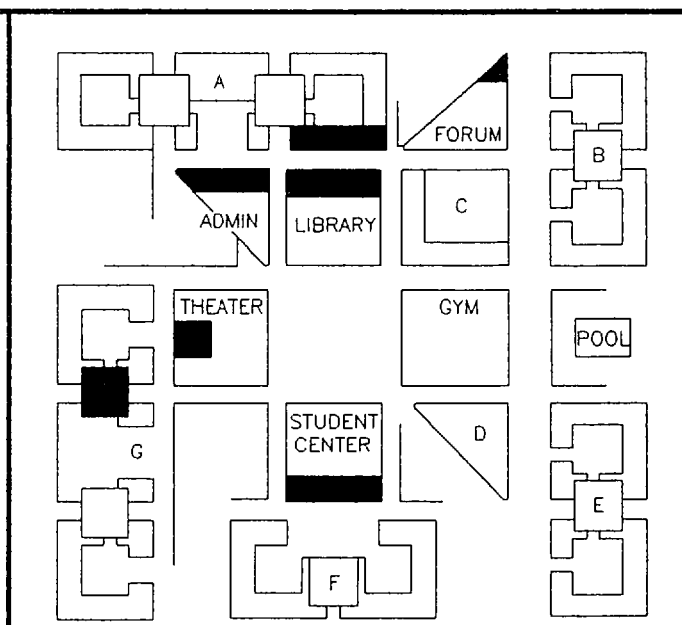 A
FORUM
B
ADMIN
LIBRARY
C
THEATER
GYM
POOL
STUDENT
CENTER
D
G
E
F